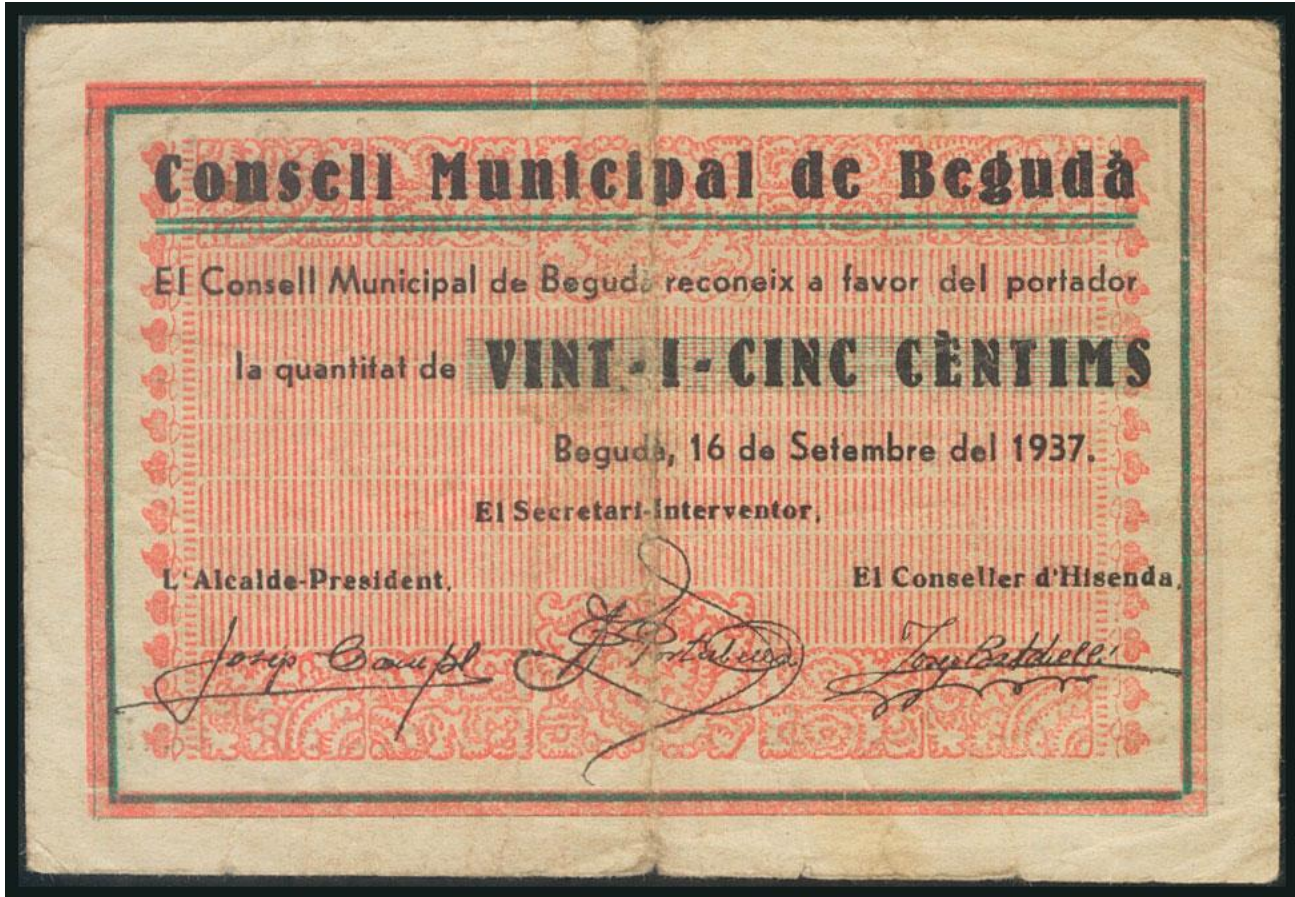 Consell Municipal de Begudà
El Consell Municipal de Begudà reconeix a favor del portador
la quantitat de VINT-I-CINC CÈNTIMS
Begudà, 16 de Setembre del 1937.
El Secretari-Interventor,
L'Alcalde-President, El Conseller d'Hisenda,
Josip